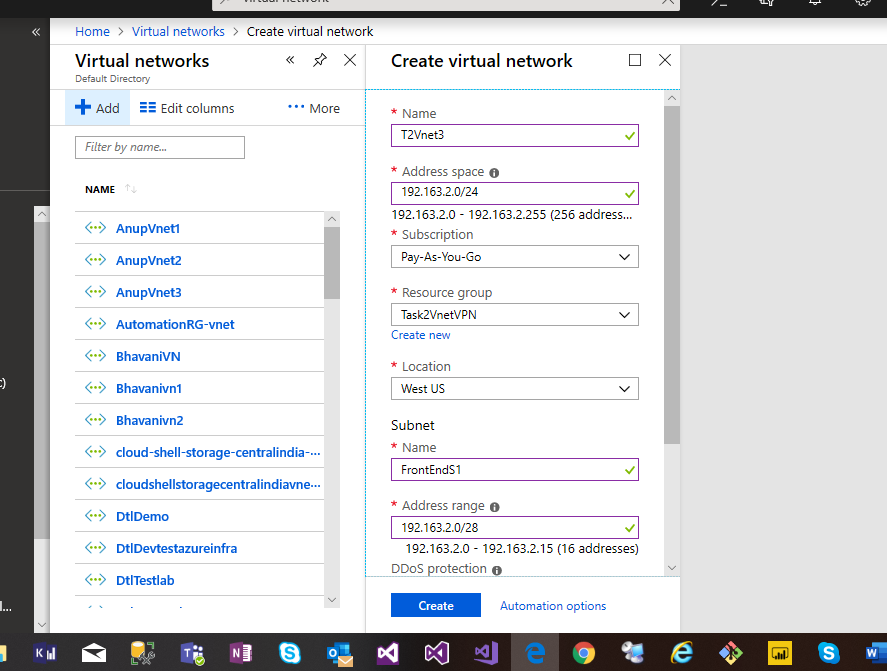 Home > Virtual networks > Create virtual network
Virtual networks
Default Directory
Add
Edit columns
More
Filter by name...
NAME
AnupVnet1
AnupVnet2
AnupVnet3
AutomationRG-vnet
BhavaniVN
Bhavanivn1
Bhavanivn2
cloud-shell-storage-centralindia-...
cloudshellstoragecentralindiavne...
DtlDemo
DtlDevtestazureinfra
DtlTestlab
Create virtual network
* Name
T2Vnet3
* Address space
192.163.2.0/24
192.163.2.0 - 192.163.2.255 (256 address...
* Subscription
Pay-As-You-Go
* Resource group
Task2VnetVPN
Create new
* Location
West US
Subnet
* Name
FrontEndS1
* Address range
192.163.2.0/28
192.163.2.0 - 192.163.2.15 (16 addresses)
DDoS protection
Create
Automation options